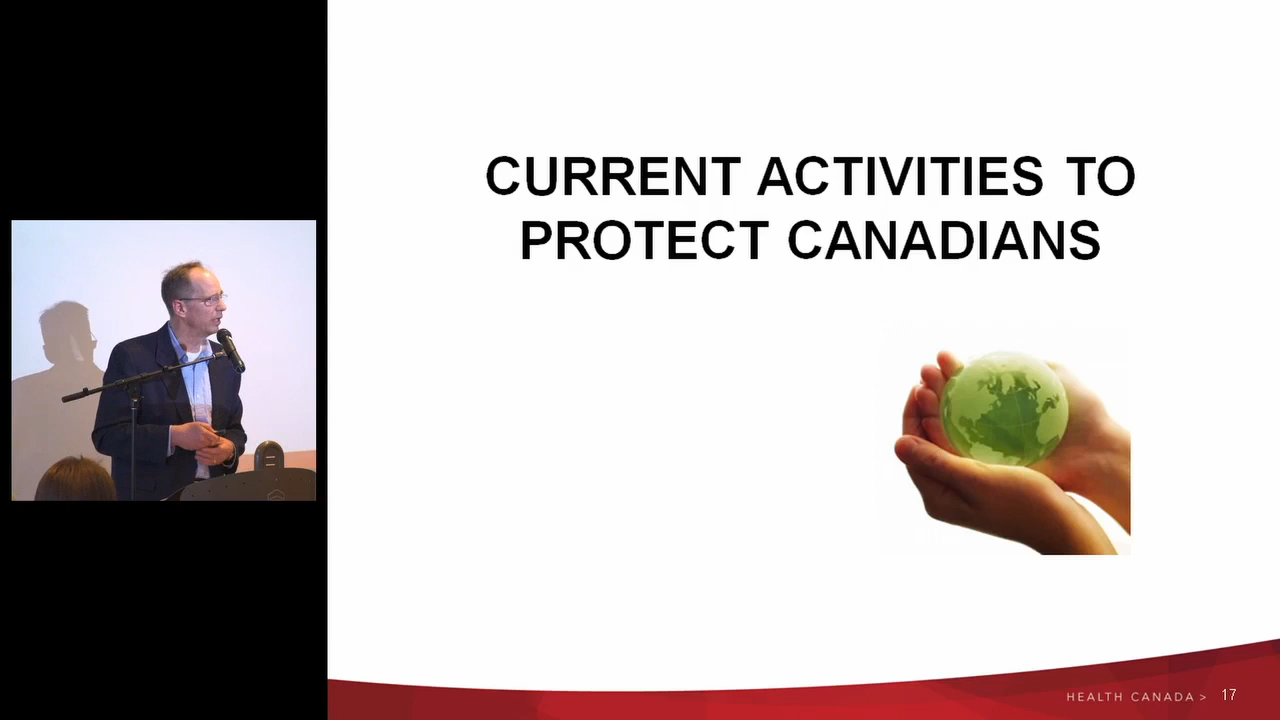 CURRENT ACTIVITIES TO
PROTECT CANADIANS
HEALTH CANADA > 17